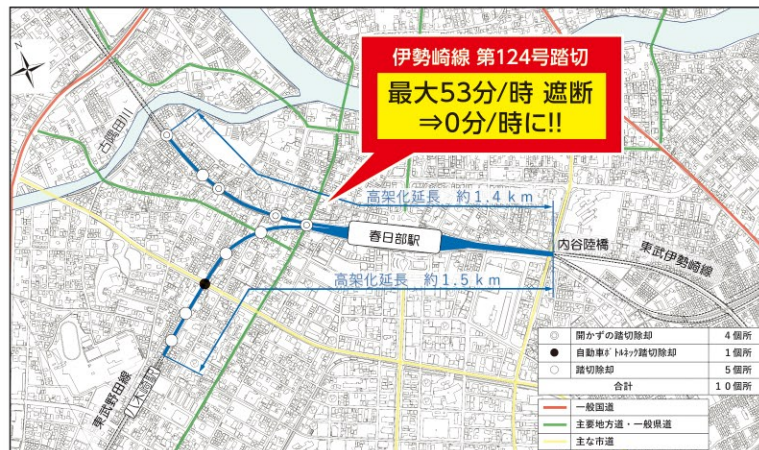 N
伊勢崎線 第124号踏切
最大53分/時 遮断
⇒0分/時に!!
古隅田川
高架化延長 約1.4km
春日部駅
内谷陸橋
東武伊勢崎線
高架化延長 約1.5km
東武野田線
八木崎駅
開かずの踏切除却 4個所
自動車ボトルネック踏切除却 1個所
踏切除却 5個所
合計 10個所
一般国道
主要地方道・一般県道
主な市道